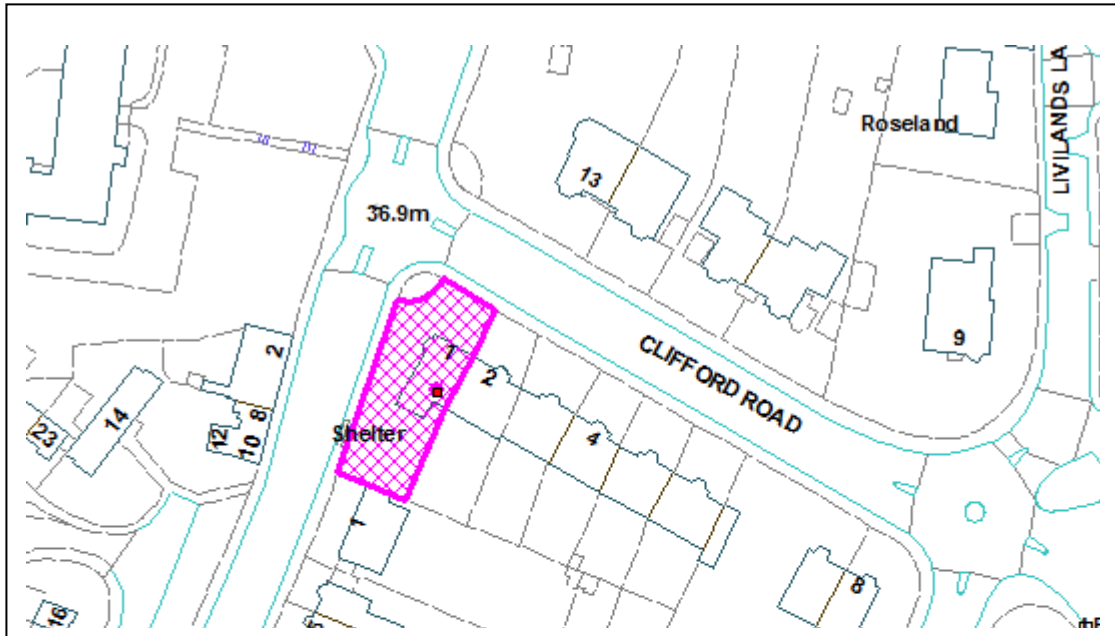 LIVILANDS LA
Roseland
13
36.9m
CLIFFORD ROAD
9
2
1
2
4
14
8
23
12
10
Shelter
1
8
16